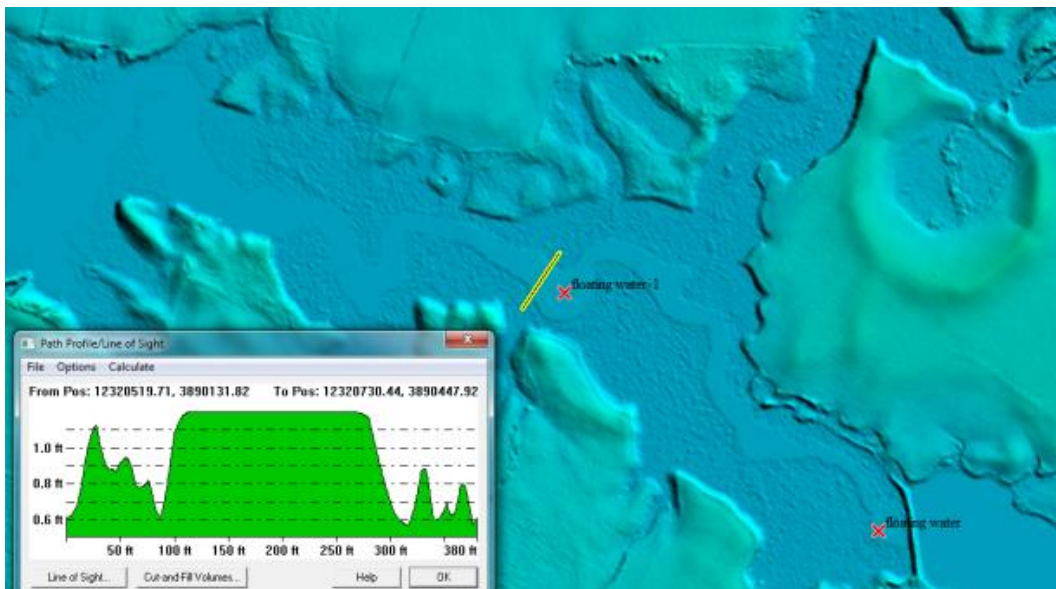 floating water-1
Path Profile/Line of Sight
File Options Calculate
From Pos: 12320519.71, 3890131.82 To Pos: 12320730.44, 3890447.92
1.0 ft
0.8 ft
0.6 ft
50 ft 100 ft 150 ft 200 ft 250 ft 300 ft 380 ft
Line of Sight... Cut-and-Fill Volumes... Help OK
floating water